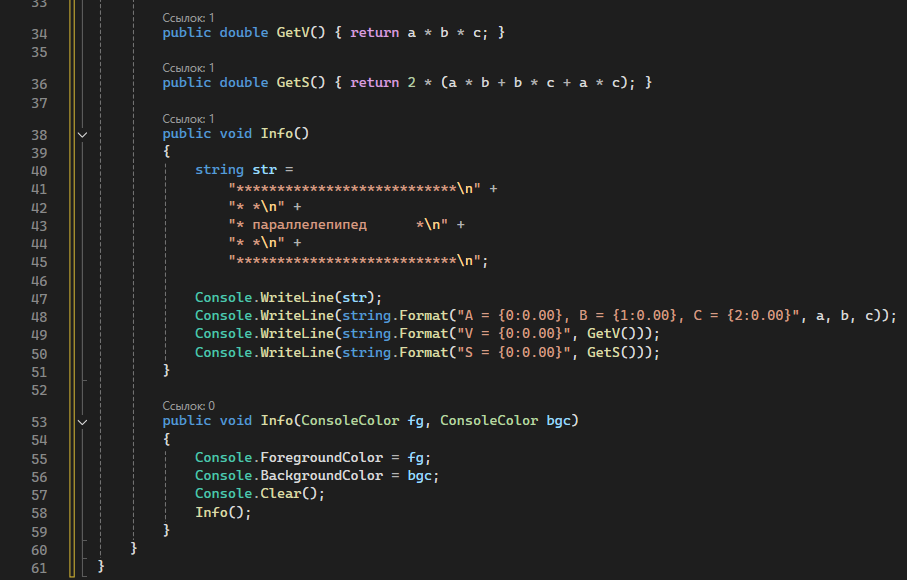 33
Ссылок: 1
34 public double GetV() { return a * b * c; }
35
Ссылок: 1
36 public double GetS() { return 2 * (a * b + b * c + a * c); }
37
Ссылок: 1
38 public void Info()
39 {
40 string str =
41 "***************************\n" +
42 "* *\n" +
43 "* параллелепипед      *\n" +
44 "* *\n" +
45 "***************************\n";
46
47 Console.WriteLine(str);
48 Console.WriteLine(string.Format("A = {0:0.00}, B = {1:0.00}, C = {2:0.00}", a, b, c));
49 Console.WriteLine(string.Format("V = {0:0.00}", GetV()));
50 Console.WriteLine(string.Format("S = {0:0.00}", GetS()));
51 }
52
Ссылок: 0
53 public void Info(ConsoleColor fg, ConsoleColor bgc)
54 {
55 Console.ForegroundColor = fg;
56 Console.BackgroundColor = bgc;
57 Console.Clear();
58 Info();
59 }
60 }
61 }